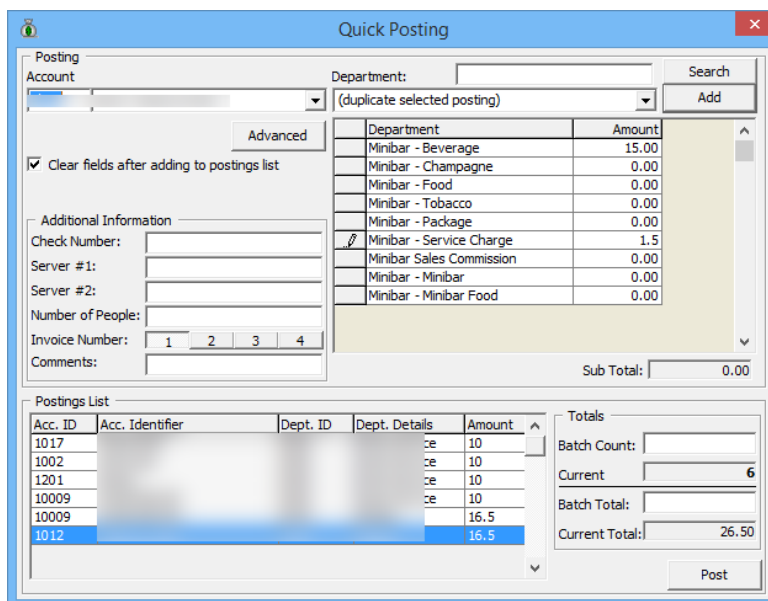 Quick Posting
Posting
Account
Department:
Search
(duplicate selected posting)
Add
Advanced
Clear fields after adding to postings list
Department Amount
Minibar - Beverage 15.00
Minibar - Champagne 0.00
Minibar - Food 0.00
Minibar - Tobacco 0.00
Minibar - Package 0.00
Minibar - Service Charge 1.5
Minibar Sales Commission 0.00
Minibar - Minibar 0.00
Minibar - Minibar Food 0.00
Sub Total: 0.00
Additional Information
Check Number:
Server #1:
Server #2:
Number of People:
Invoice Number: 1 2 3 4
Comments:
Postings List
Acc. ID Acc. Identifier Dept. ID Dept. Details Amount
1017 10
1002 10
1201 10
10009 10
10009 16.5
1012 16.5
Totals
Batch Count:
Current 6
Batch Total:
Current Total: 26.50
Post